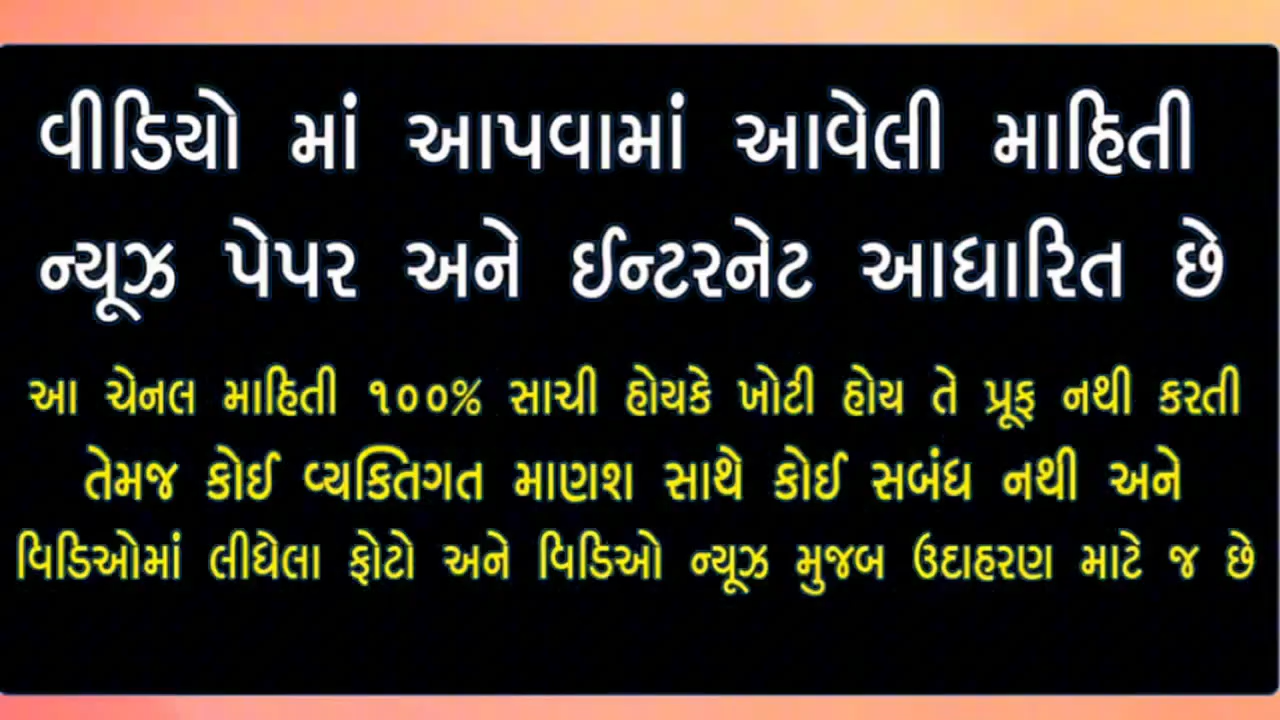 વીડિયો માં આપવામાં આવેલી માહિતી
ન્યૂઝ પેપર અને ઈન્ટરનેટ આધારિત છે
આ ચેનલ માહિતી ૧૦૦% સાચી હોયકે ખોટી હોય તે પ્રૂફ નથી કરતી
તેમજ કોઈ વ્યક્તિગત માણશ સાથે કોઈ સબંધ નથી અને
વિડિઓમાં લીધેલા ફોટો અને વિડિઓ ન્યૂઝ મુજબ ઉદાહરણ માટે જ છે